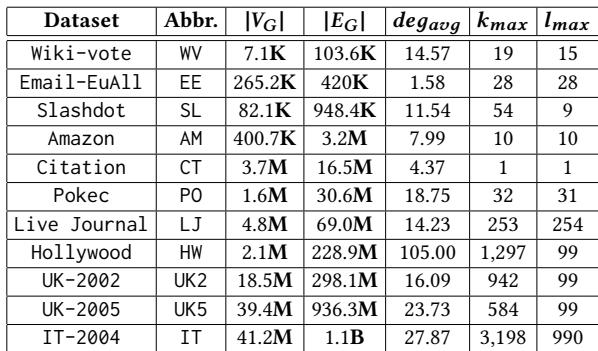 Dataset Abbr. |V_G| |E_G| deg_avg k_max l_max
Wiki-vote WV 7.1K 103.6K 14.57 19 15
Email-EuAll EE 265.2K 420K 1.58 28 28
Slashdot SL 82.1K 948.4K 11.54 54 9
Amazon AM 400.7K 3.2M 7.99 10 10
Citation CT 3.7M 16.5M 4.37 1 1
Pokec PO 1.6M 30.6M 18.75 32 31
Live Journal LJ 4.8M 69.0M 14.23 253 254
Hollywood HW 2.1M 228.9M 105.00 1,297 99
UK-2002 UK2 18.5M 298.1M 16.09 942 99
UK-2005 UK5 39.4M 936.3M 23.73 584 99
IT-2004 IT 41.2M 1.1B 27.87 3,198 990